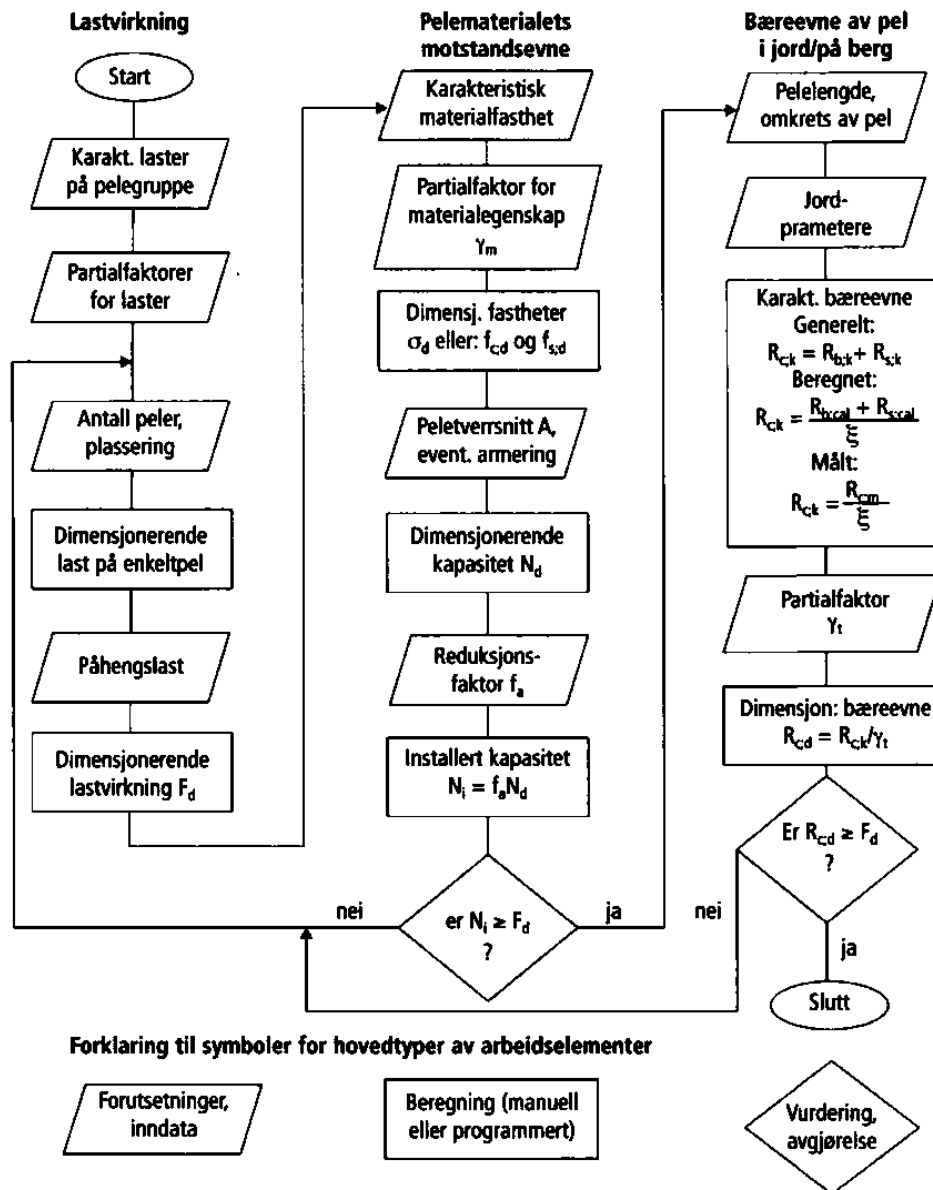 Lastvirkning
Start
Karakt. laster
på pelegruppe
Partialfaktorer
for laster
Antall peler,
plassering
Dimensjonerende
last på enkeltpel
Påhengslast
Dimensjonerende
lastvirkning F_d
Pelematerialets
motstandsevne
Karakteristisk
materialfasthet
Partialfaktor for
materialegenskap
γ_m
Dimensj. fastheter
σ_d eller: f_c;d og f_s;d
Peletverrsnitt A,
event. armering
Dimensjonerende
kapasitet N_d
Reduksjons-
faktor f_a
Installert kapasitet
N_i = f_a N_d
er N_i ≥ F_d
?
nei
ja
Bæreevne av pel
i jord/på berg
Pelelengde,
omkrets av pel
Jord-
prametere
Karakt. bæreevne
Generelt:
R_c;k = R_b;k + R_s;k
Beregnet:
R_c;k = (R_b;cal + R_s;cal)/ξ
Målt:
R_c;k = R_cm/ξ
Partialfaktor
γ_t
Dimensjon: bæreevne
R_c;d = R_c;k/γ_t
Er R_c;d ≥ F_d
?
nei
ja
Slutt
Forklaring til symboler for hovedtyper av arbeidselementer
Forutsetninger,
inndata
Beregning (manuell
eller programmert)
Vurdering,
avgjørelse